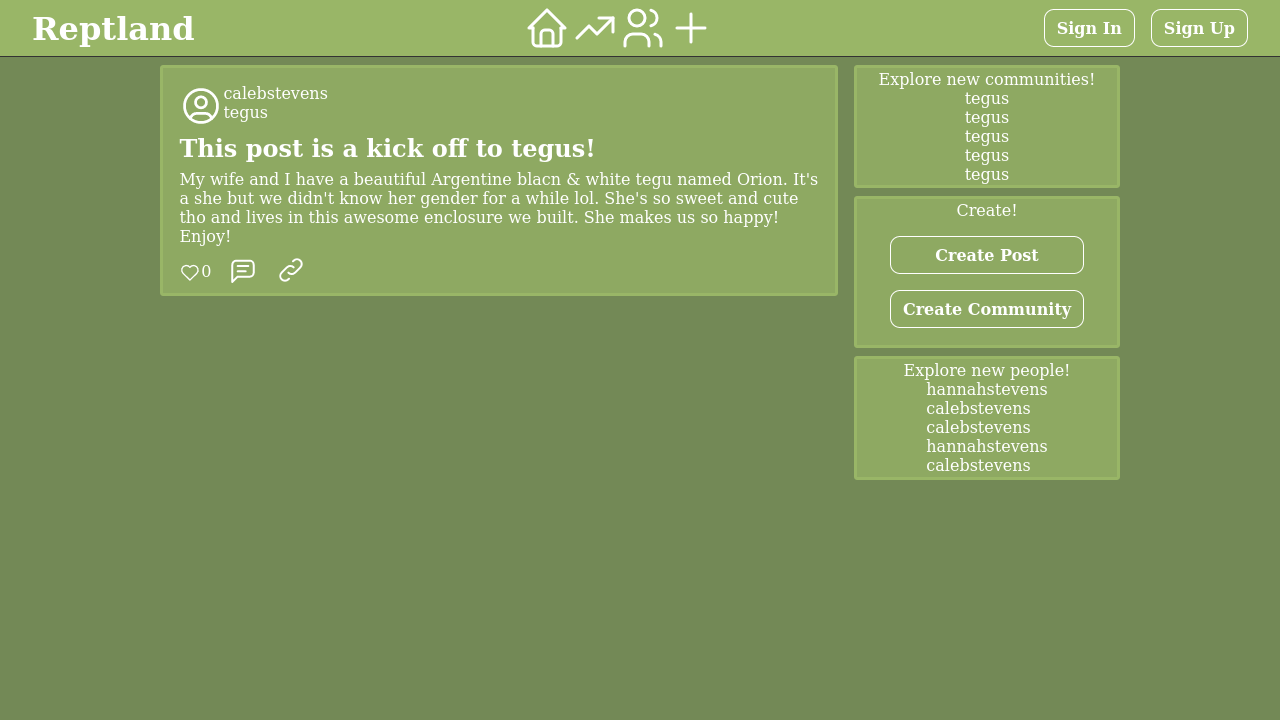 Reptland
Sign In
Sign Up
calebstevens
tegus
This post is a kick off to tegus!
My wife and I have a beautiful Argentine blacn & white tegu named Orion. It's
a she but we didn't know her gender for a while lol. She's so sweet and cute
tho and lives in this awesome enclosure we built. She makes us so happy!
Enjoy!
0
Explore new communities!
tegus
tegus
tegus
tegus
tegus
Create!
Create Post
Create Community
Explore new people!
hannahstevens
calebstevens
calebstevens
hannahstevens
calebstevens